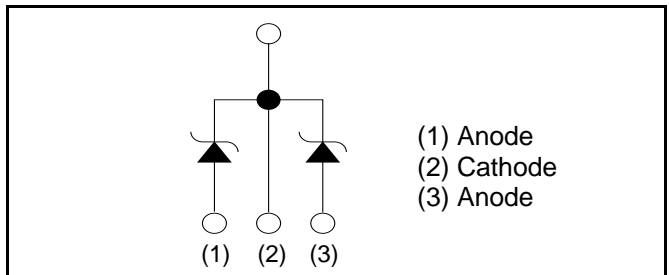 (1) Anode
(2) Cathode
(3) Anode
(1) (2) (3)